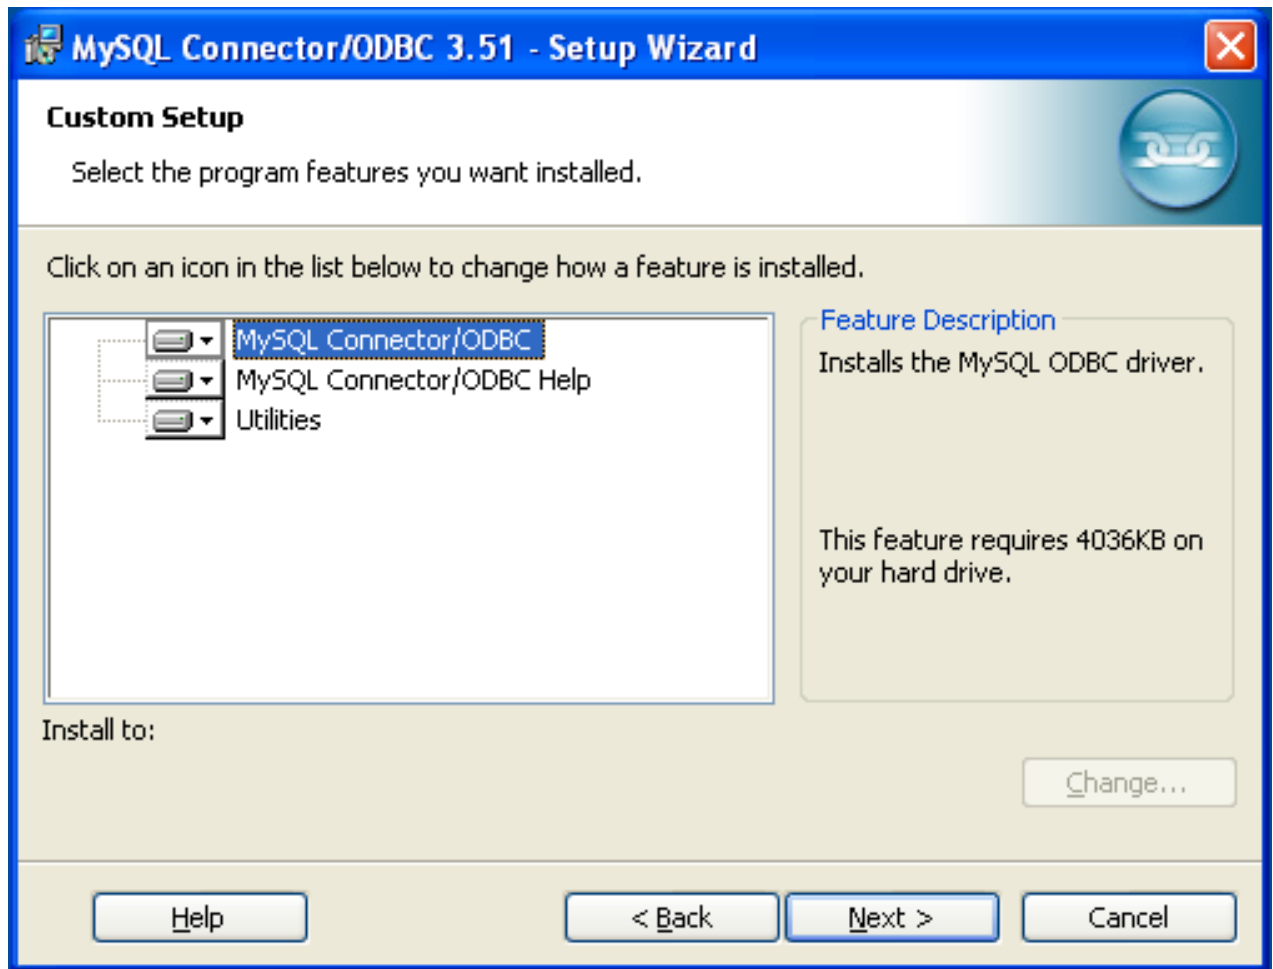 MySQL Connector/ODBC 3.51 - Setup Wizard
Custom Setup
Select the program features you want installed.
Click on an icon in the list below to change how a feature is installed.
MySQL Connector/ODBC
MySQL Connector/ODBC Help
Utilities
Feature Description
Installs the MySQL ODBC driver.
This feature requires 4036KB on
your hard drive.
Install to:
Change...
Help
< Back
Next >
Cancel